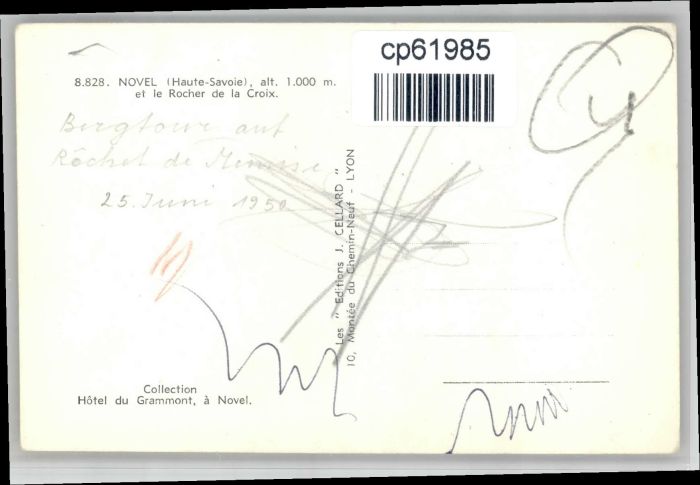 cp61985
8.828. NOVEL (Haute-Savoie), alt. 1.000 m.
et le Rocher de la Croix.
Bergtour auf
Rôchet de Memise
25. Juni 1950
Les " Editions J. CELLARD "
10, Montée du Chemin-Neuf - LYON
Collection
Hôtel du Grammont, à Novel.